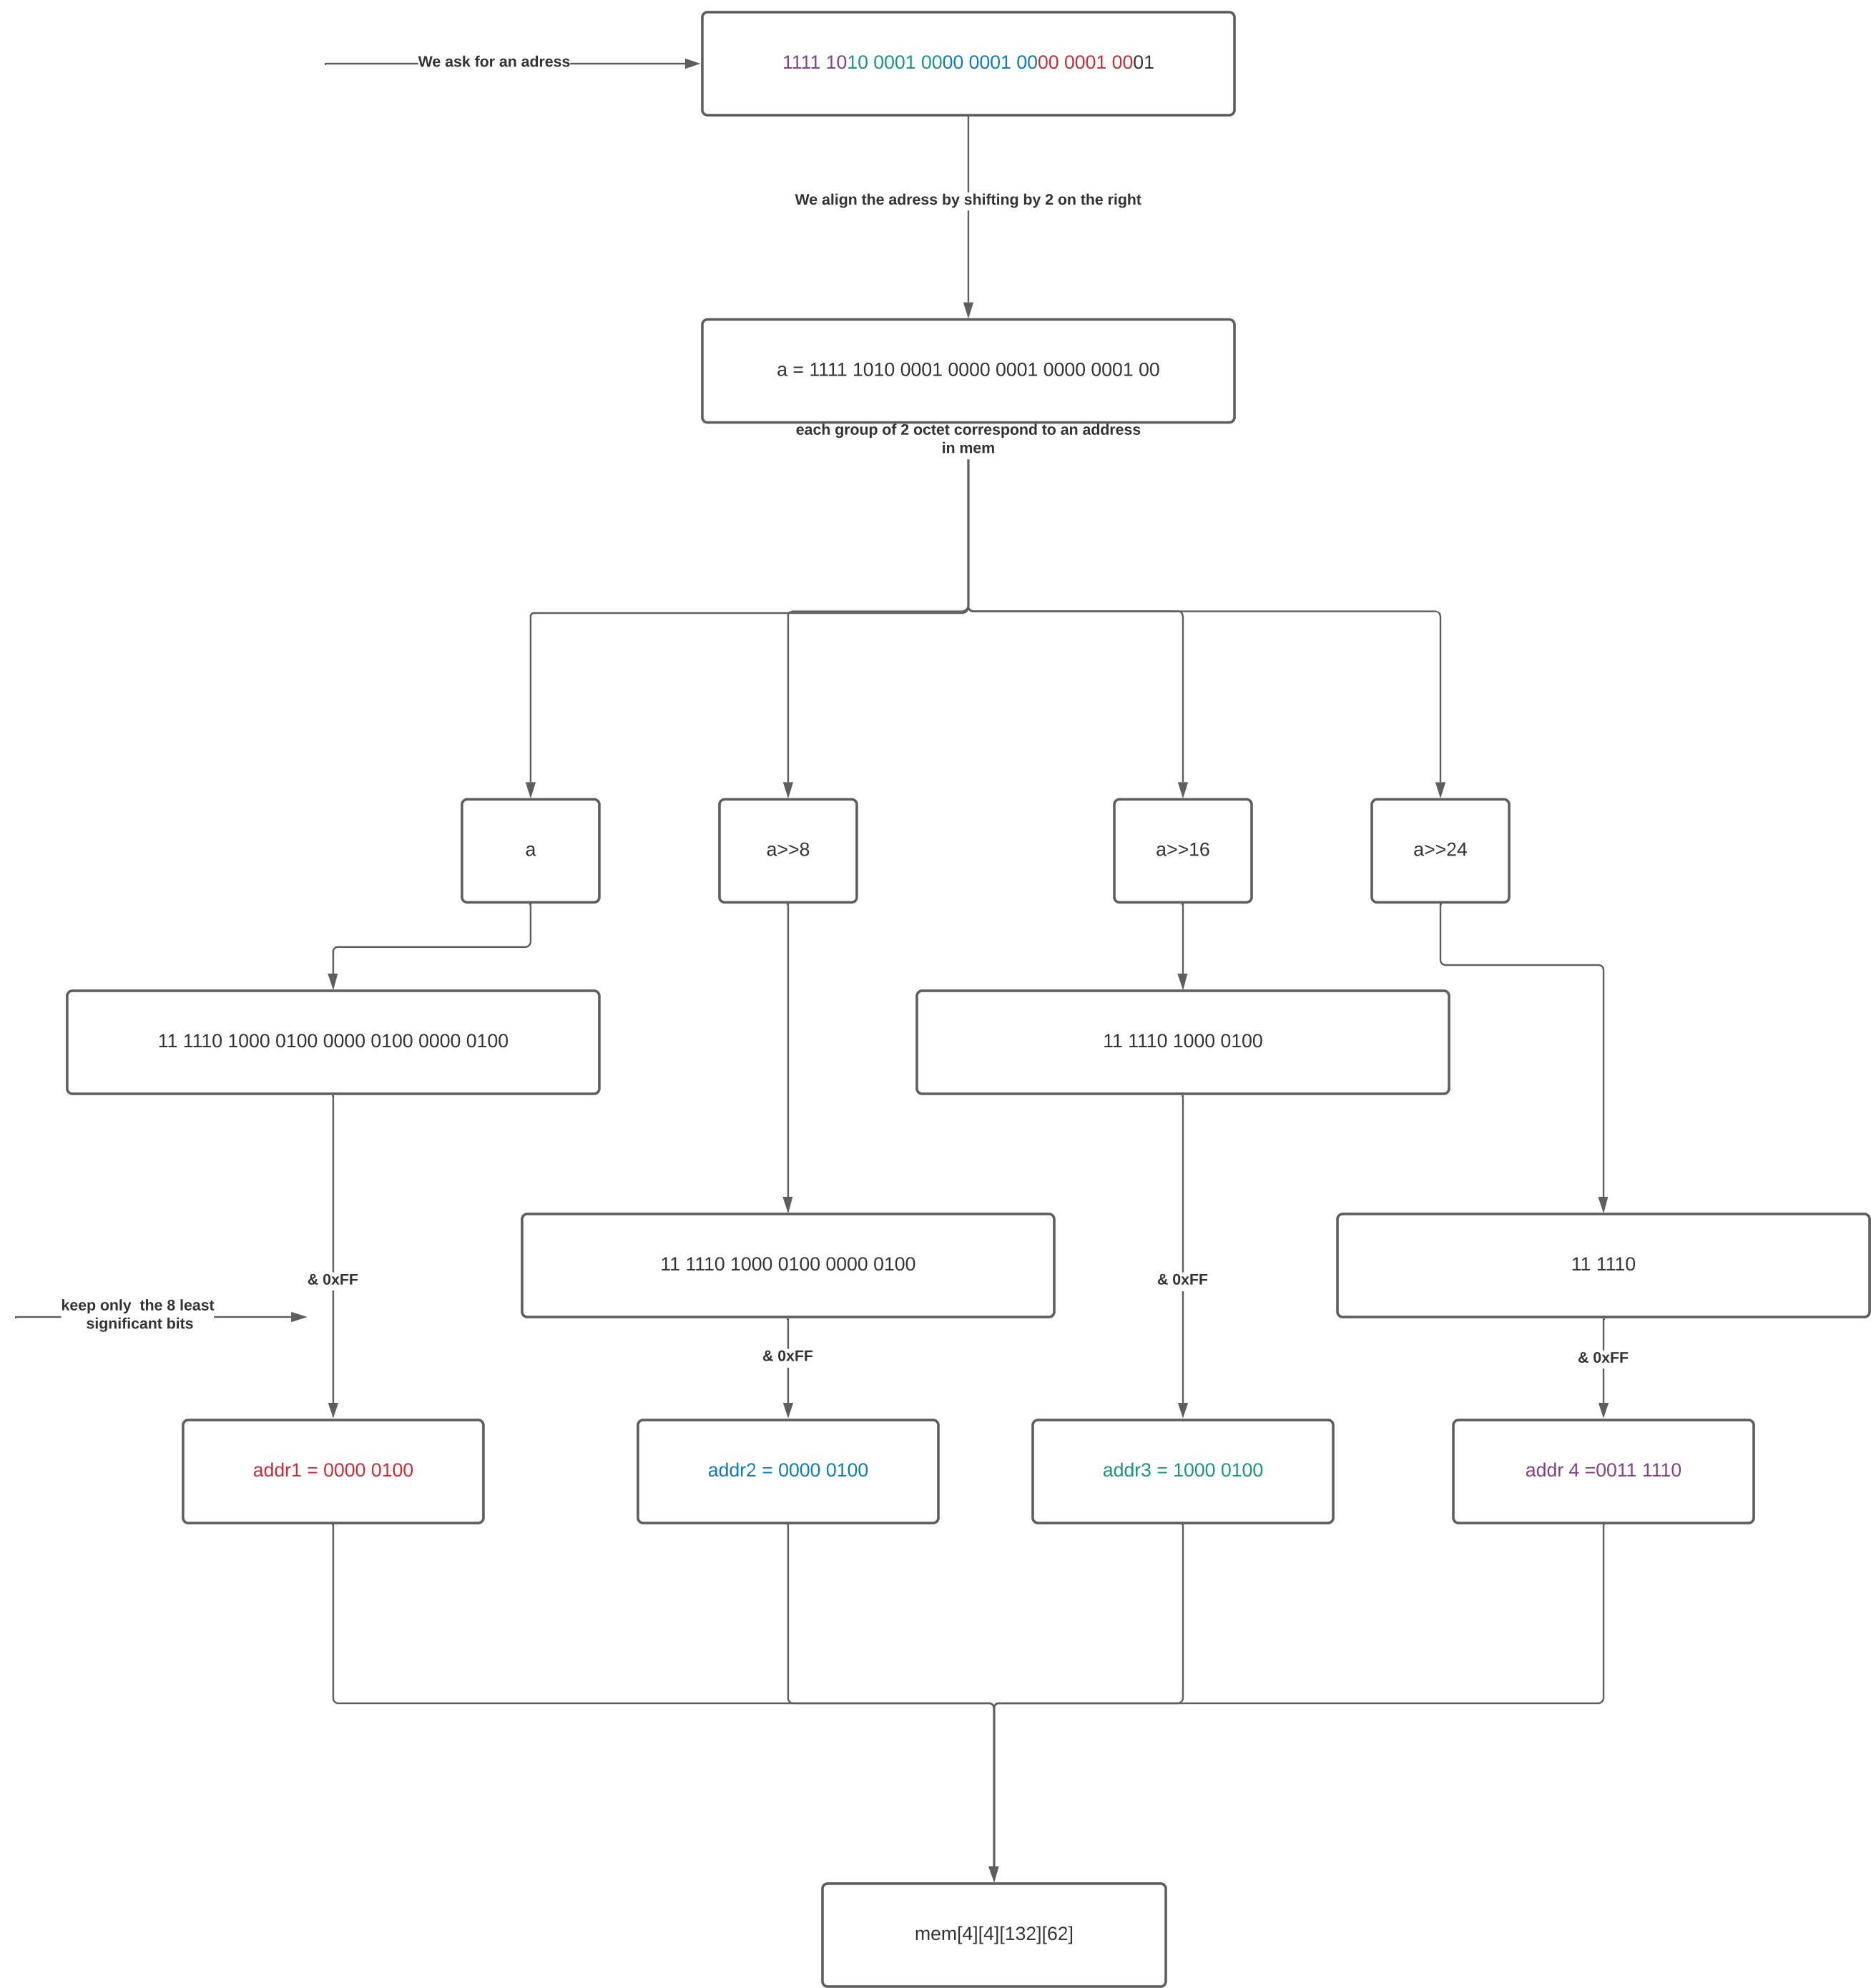 We ask for an adress
1111 1010 0001 0000 0001 0000 0001 0001
We align the adress by shifting by 2 on the right
a = 1111 1010 0001 0000 0001 0000 0001 00
each group of 2 octet correspond to an address
in mem
a
a>>8
a>>16
a>>24
11 1110 1000 0100 0000 0100 0000 0100
11 1110 1000 0100
11 1110 1000 0100 0000 0100
11 1110
& 0xFF
& 0xFF
keep only  the 8 least
significant bits
& 0xFF
& 0xFF
addr1 = 0000 0100
addr2 = 0000 0100
addr3 = 1000 0100
addr 4 =0011 1110
mem[4][4][132][62]